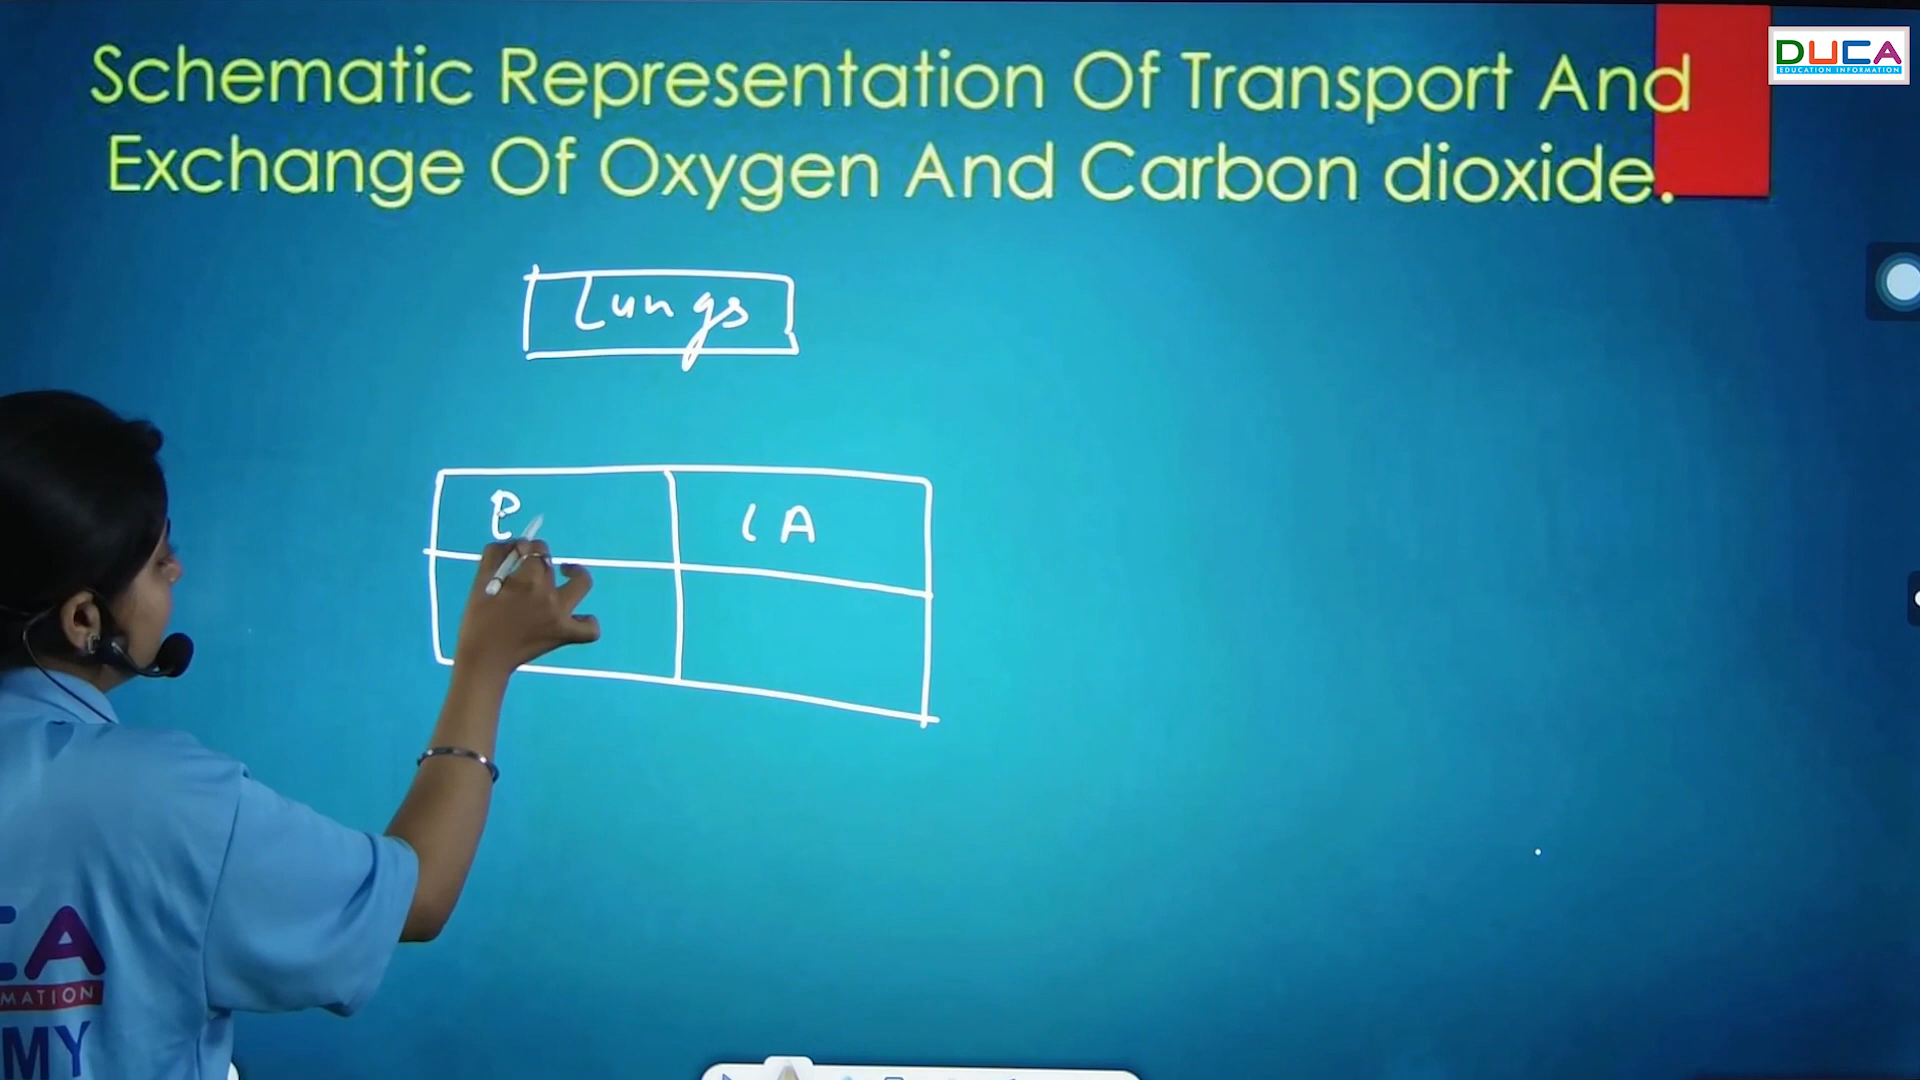 Schematic Representation Of Transport And
Exchange Of Oxygen And Carbon dioxide.
DUCA
EDUCATION INFORMATION
Lungs
LA
CA
MATION
MY